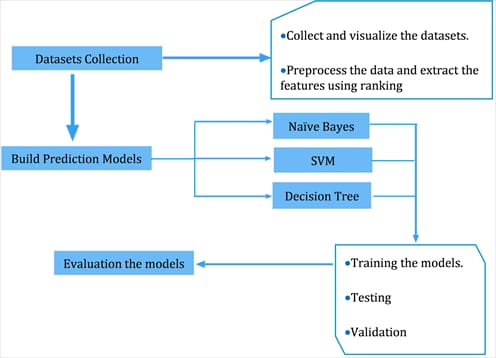 Datasets Collection
•Collect and visualize the datasets.
•Preprocess the data and extract the
features using ranking
Build Prediction Models
Naïve Bayes
SVM
Decision Tree
Evaluation the models
•Training the models.
•Testing
•Validation